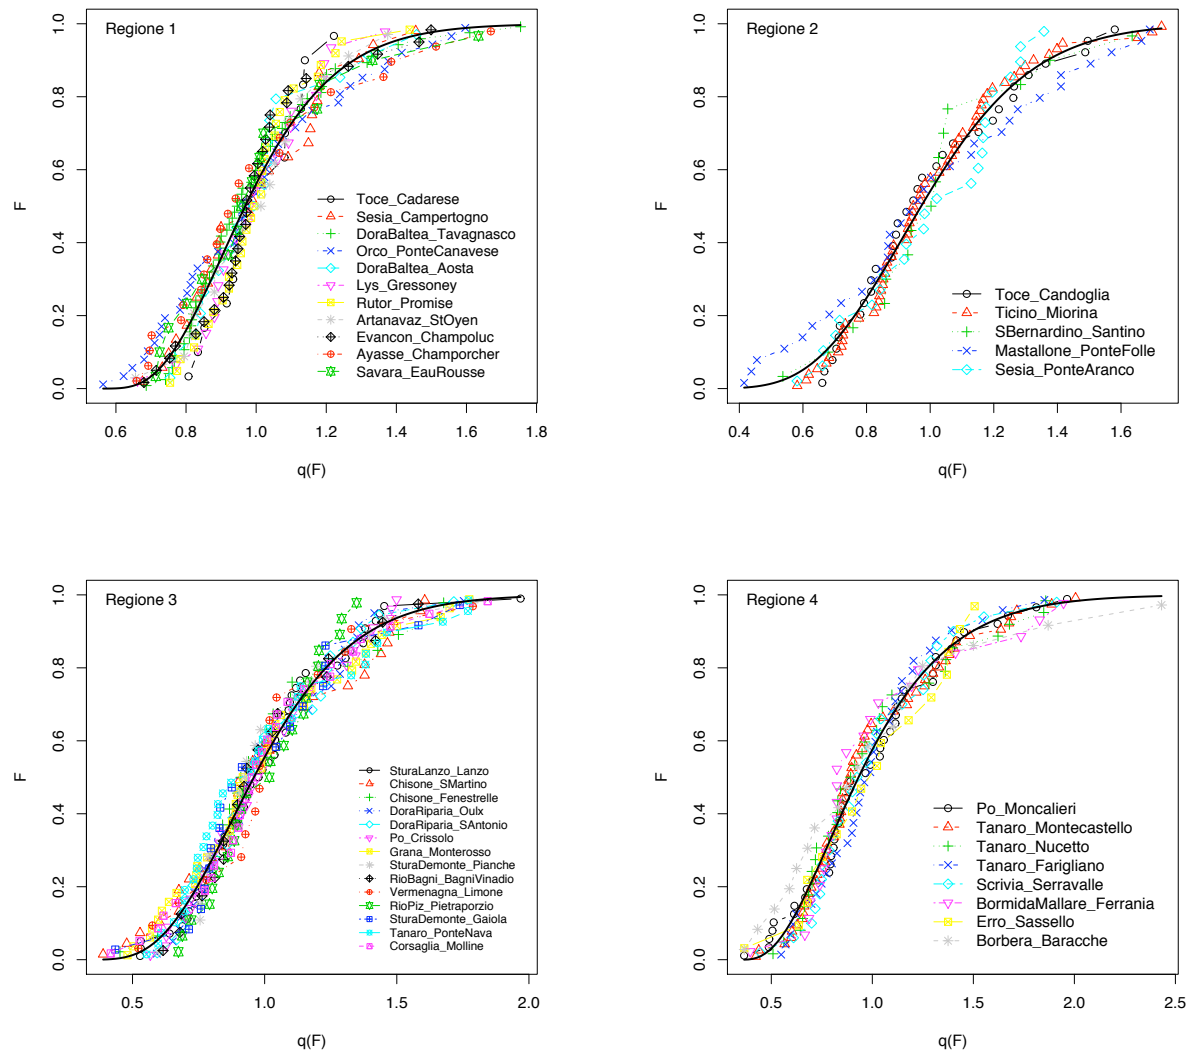 Regione 1
1.0
0.8
0.6
0.4
0.2
0.0
F
Toce_Cadarese
Sesia_Campertogno
DoraBaltea_Tavagnasco
Orco_PonteCanavese
DoraBaltea_Aosta
Lys_Gressoney
Rutor_Promise
Artanavaz_StOyen
Evancon_Champoluc
Ayasse_Champorcher
Savara_EauRousse
0.6 0.8 1.0 1.2 1.4 1.6 1.8
q(F)
Regione 2
1.0
0.8
0.6
0.4
0.2
0.0
F
Toce_Candoglia
Ticino_Miorina
SBernardino_Santino
Mastallone_PonteFolle
Sesia_PonteAranco
0.4 0.6 0.8 1.0 1.2 1.4 1.6
q(F)
Regione 3
1.0
0.8
0.6
0.4
0.2
0.0
F
SturaLanzo_Lanzo
Chisone_SMartino
Chisone_Fenestrelle
DoraRiparia_Oulx
DoraRiparia_SAntonio
Po_Crissolo
Grana_Monterosso
SturaDemonte_Pianche
RioBagni_BagniVinadio
Vermenagna_Limone
RioPiz_Pietraporzio
SturaDemonte_Gaiola
Tanaro_PonteNava
Corsaglia_Molline
0.5 1.0 1.5 2.0
q(F)
Regione 4
1.0
0.8
0.6
0.4
0.2
0.0
F
Po_Moncalieri
Tanaro_Montecastello
Tanaro_Nucetto
Tanaro_Farigliano
Scrivia_Serravalle
BormidaMallare_Ferrania
Erro_Sassello
Borbera_Baracche
0.5 1.0 1.5 2.0 2.5
q(F)